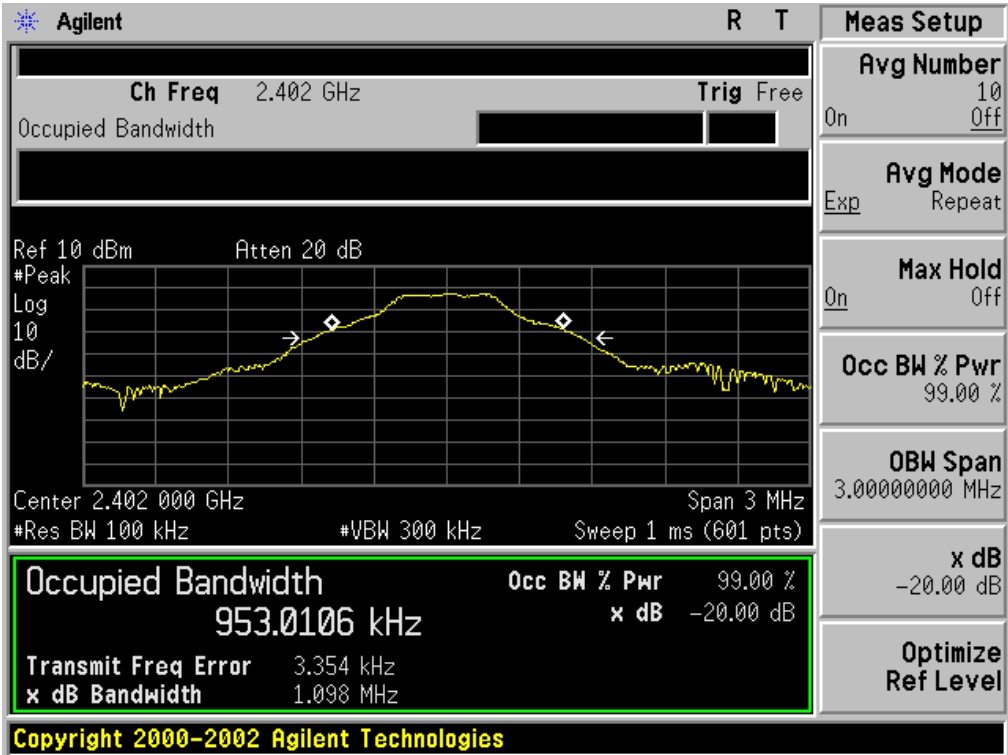 Agilent R T
Ch Freq 2.402 GHz Trig Free
Occupied Bandwidth
Ref 10 dBm Atten 20 dB
#Peak
Log
10
dB/
Center 2.402 000 GHz Span 3 MHz
#Res BW 100 kHz #VBW 300 kHz Sweep 1 ms (601 pts)
Occupied Bandwidth Occ BW % Pwr 99.00 %
953.0106 kHz x dB -20.00 dB
Transmit Freq Error 3.354 kHz
x dB Bandwidth 1.098 MHz
Copyright 2000-2002 Agilent Technologies
Meas Setup
Avg Number
10
On Off
Avg Mode
Exp Repeat
Max Hold
On Off
Occ BW % Pwr
99.00 %
OBW Span
3.00000000 MHz
x dB
-20.00 dB
Optimize
Ref Level